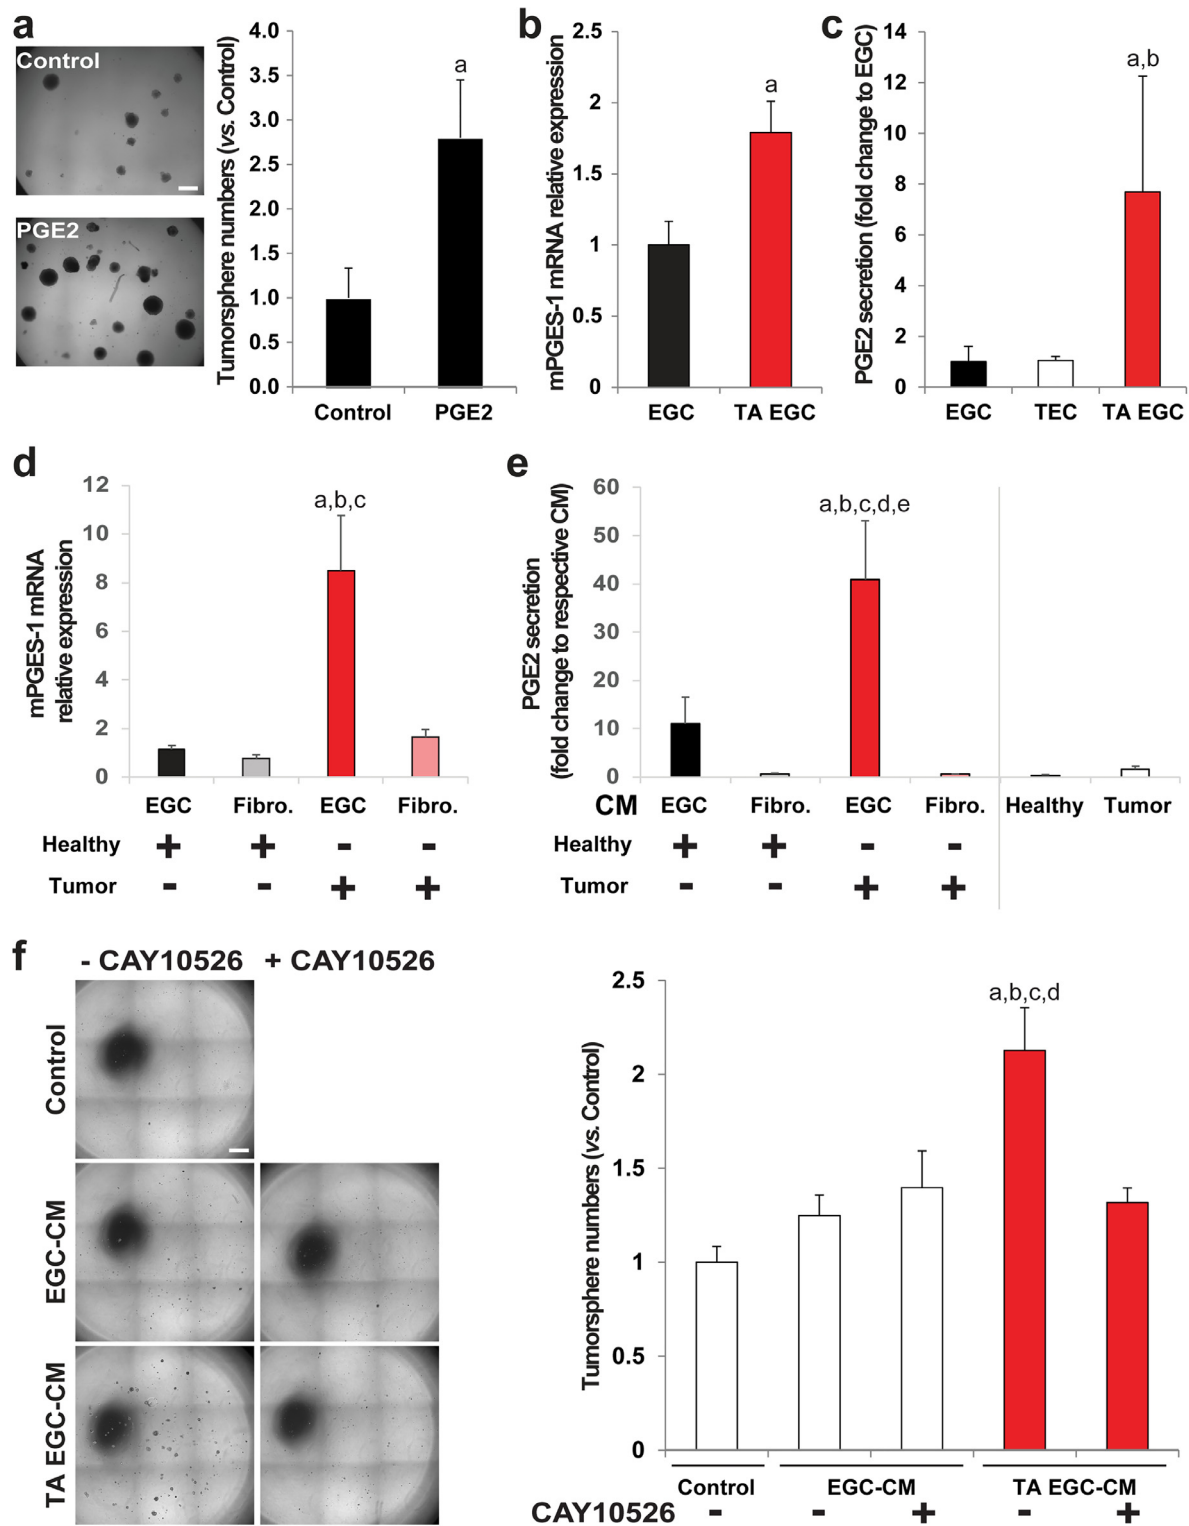 a
Control
PGE2
Tumorsphere numbers (vs. Control)
4.0
3.5
3.0
2.5
2.0
1.5
1.0
0.5
0.0
a
Control PGE2
b
mPGES-1 mRNA relative expression
2.5
2
1.5
1
0.5
0
a
EGC TA EGC
c
PGE2 secretion (fold change to EGC)
14
12
10
8
6
4
2
0
a,b
EGC TEC TA EGC
d
mPGES-1 mRNA
relative expression
12
10
8
6
4
2
0
a,b,c
EGC Fibro. EGC Fibro.
Healthy + + - -
Tumor - - + +
e
PGE2 secretion
(fold change to respective CM)
60
50
40
30
20
10
0
a,b,c,d,e
CM EGC Fibro. EGC Fibro. Healthy Tumor
Healthy + + - -
Tumor - - + +
f
- CAY10526 + CAY10526
Control
EGC-CM
TA EGC-CM
Tumorsphere numbers (vs. Control)
2.5
2
1.5
1
0.5
0
a,b,c,d
Control EGC-CM TA EGC-CM
CAY10526 - - + - +